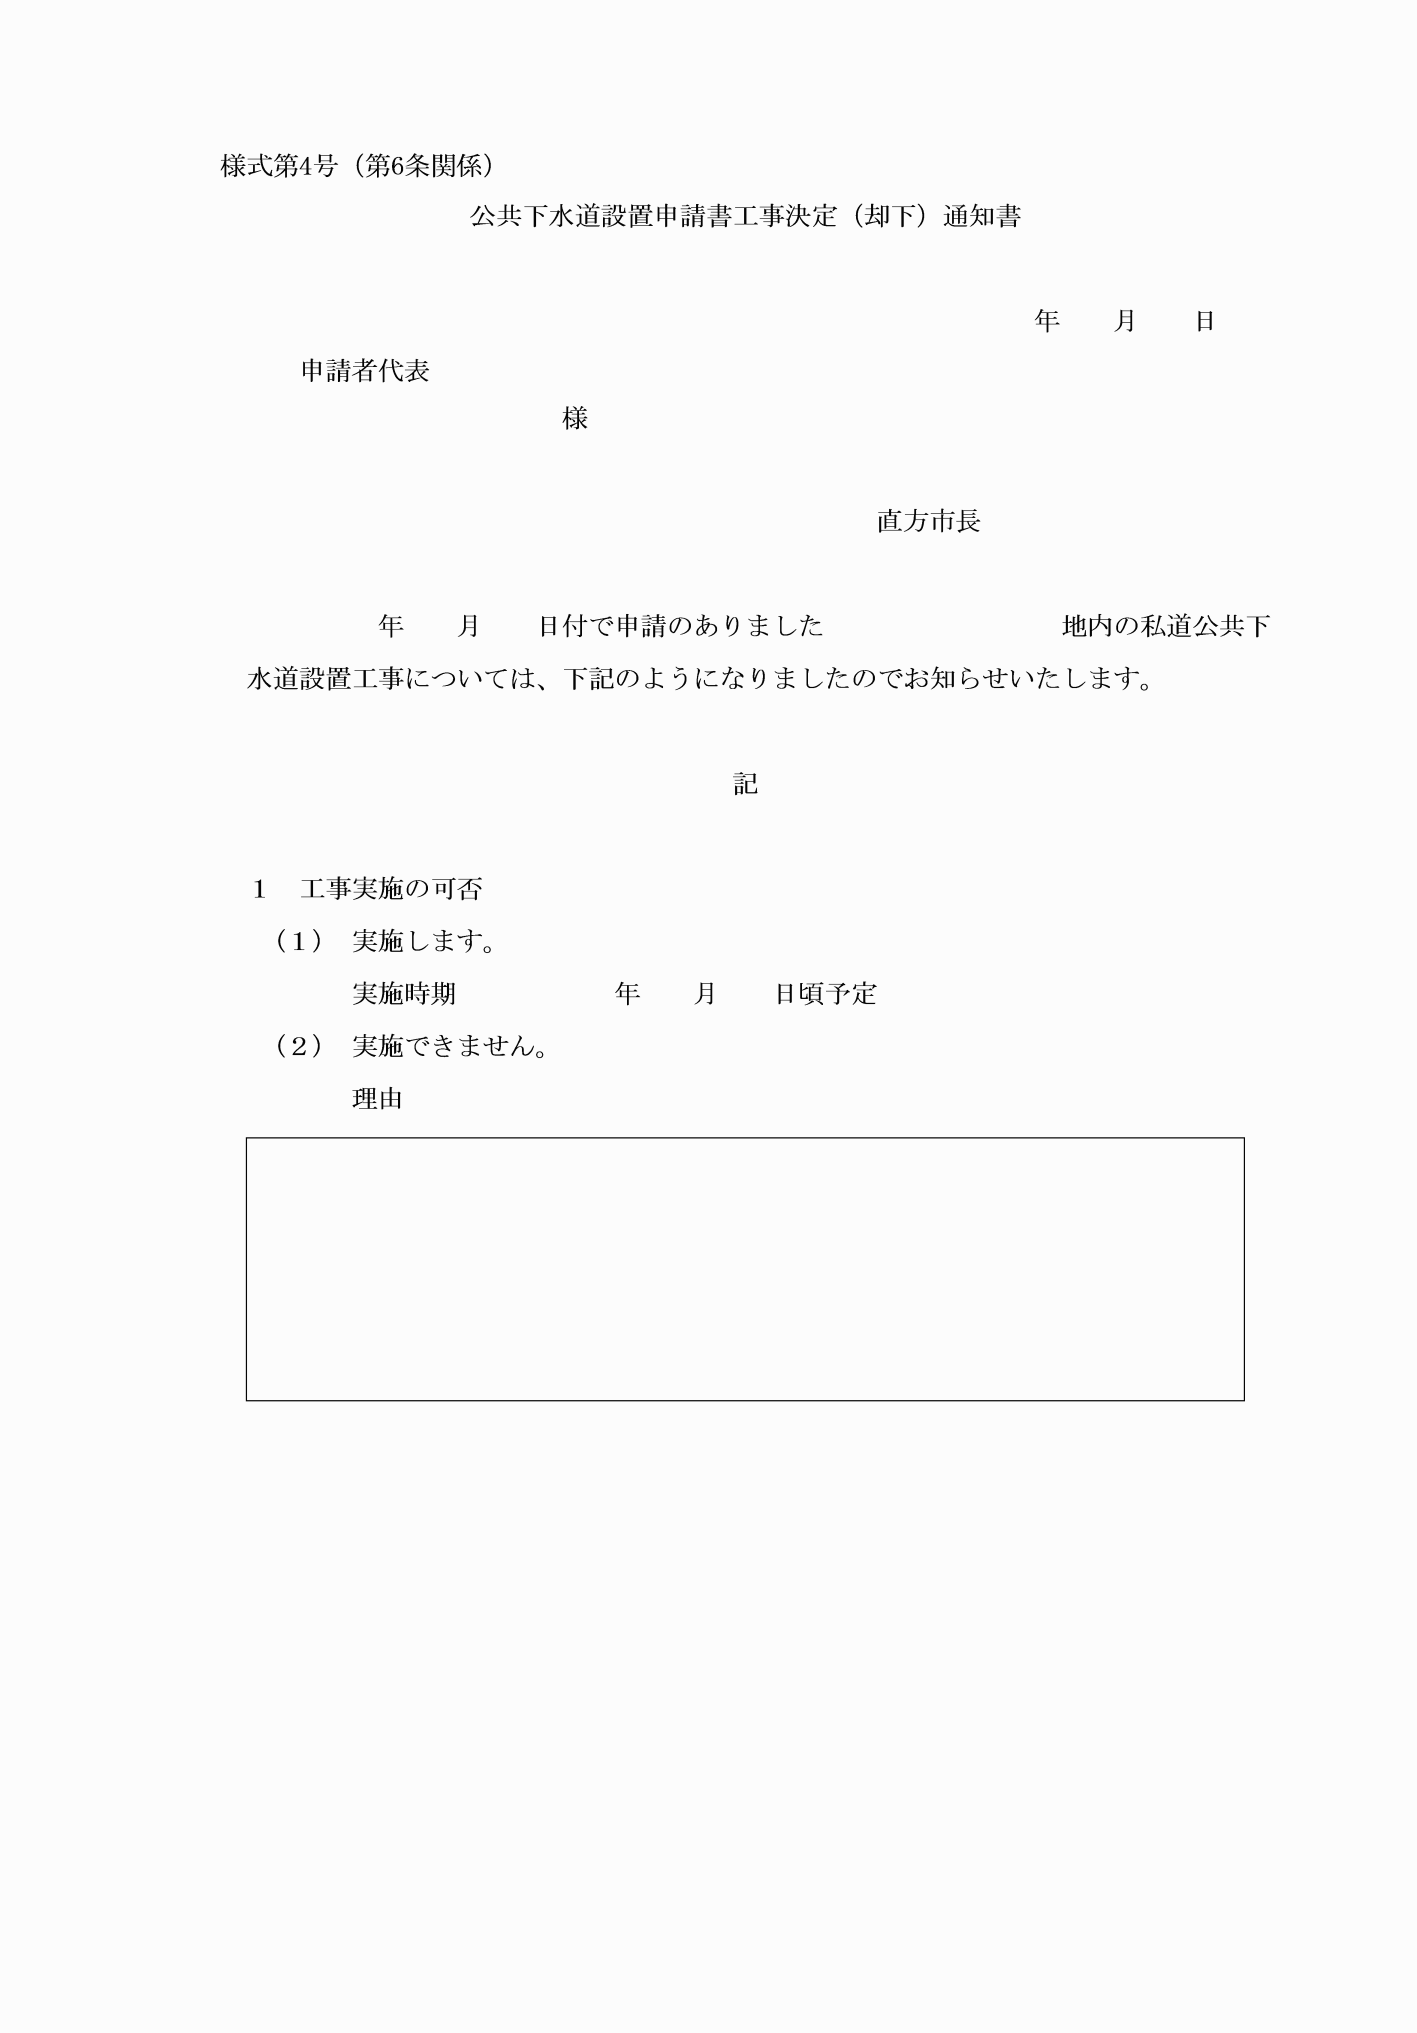 様式第4号（第6条関係）
公共下水道設置申請書工事決定（却下）通知書
年　　月　　日
申請者代表
様
直方市長
年　　月　　日付で申請のありました　　　　　　　　　地内の私道公共下
水道設置工事については、下記のようになりましたのでお知らせいたします。
記
１　工事実施の可否
（１）　実施します。
実施時期　　　　　　年　　月　　日頃予定
（２）　実施できません。
理由